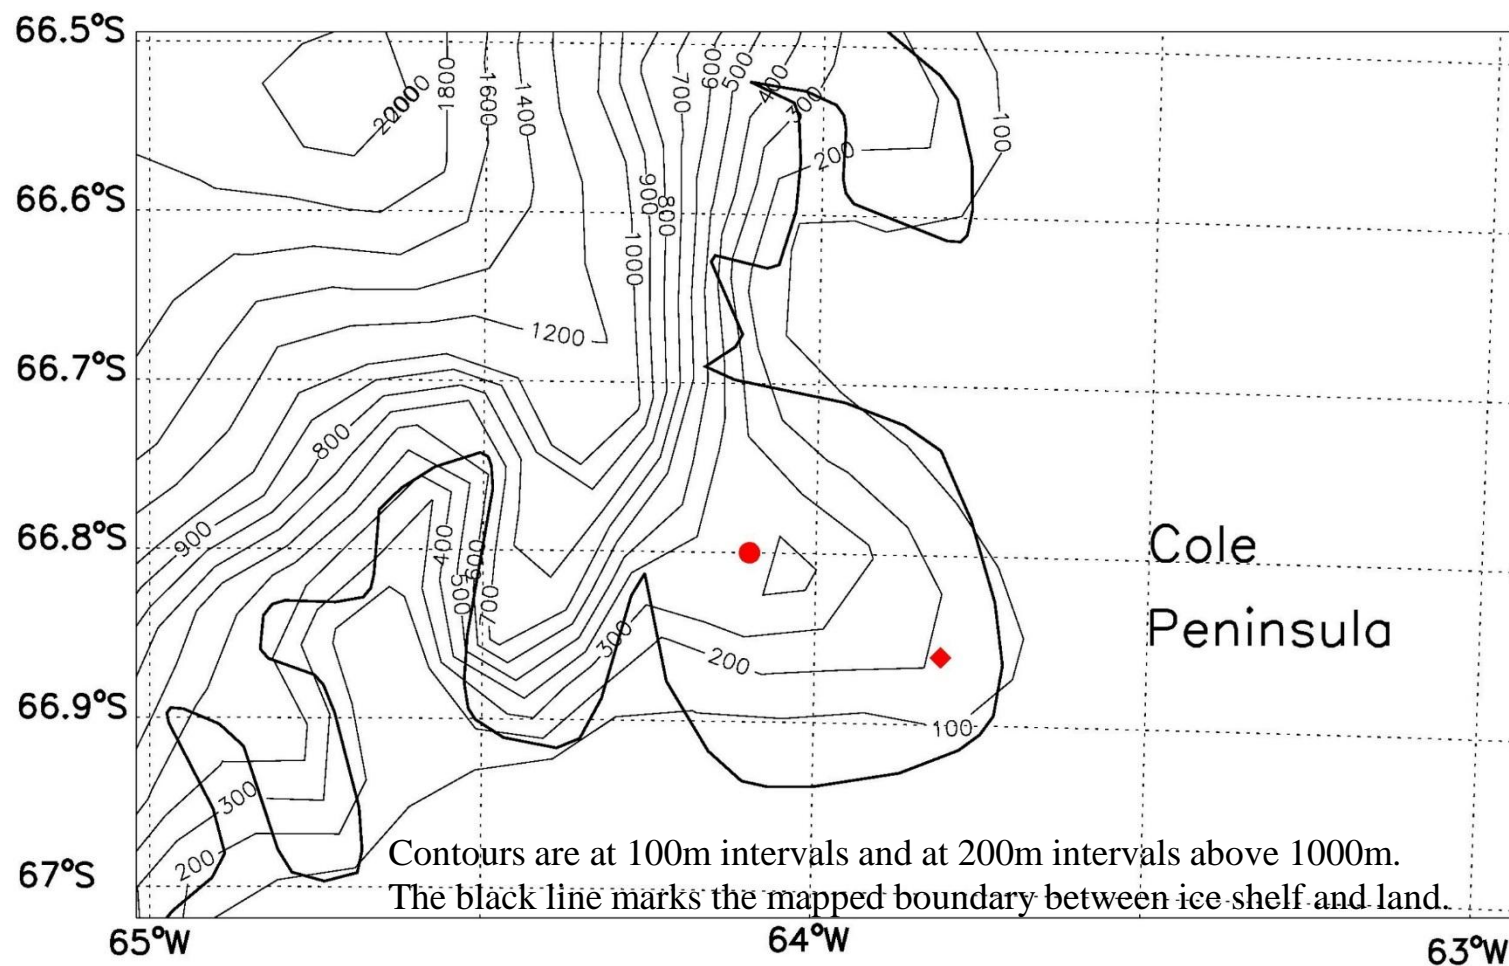 66.5°S
2000
2000
1800
1600
1400
700
600
500
400
300
100
200
66.6°S
900
800
1000
1200
66.7°S
800
900
66.8°S
400
600
500
700
Cole
Peninsula
300
200
66.9°S
100
300
200
Contours are at 100m intervals and at 200m intervals above 1000m.
67°S
The black line marks the mapped boundary between ice shelf and land.
65°W 64°W 63°W